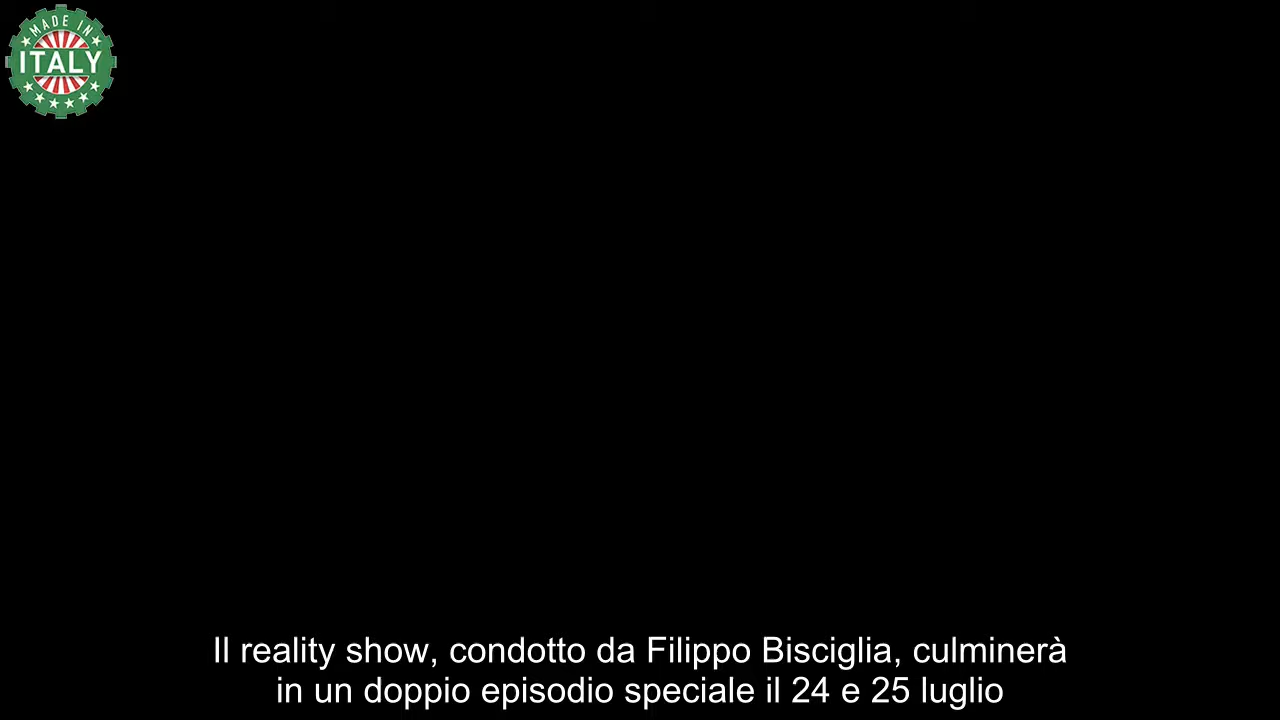 MADE IN
ITALY
Il reality show, condotto da Filippo Bisciglia, culminerà
in un doppio episodio speciale il 24 e 25 luglio